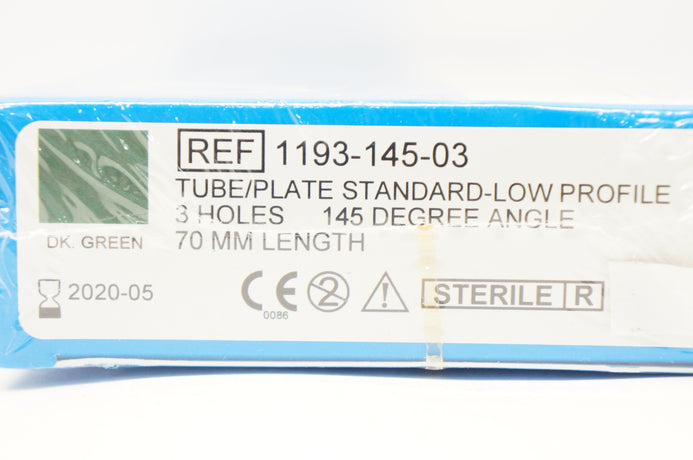 REF 1193-145-03
TUBE/PLATE STANDARD-LOW PROFILE
3 HOLES 145 DEGREE ANGLE
DK. GREEN
70 MM LENGTH
2020-05
CE 2 ! STERILE R
0086